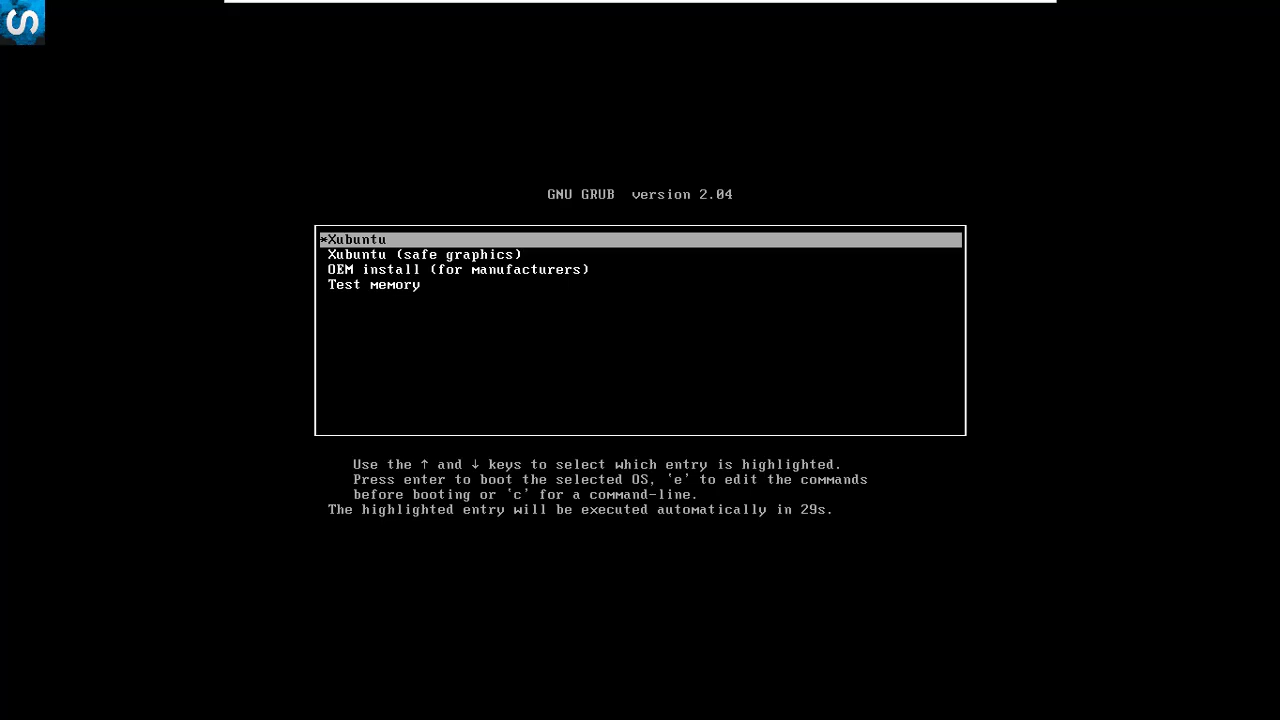 S
GNU GRUB version 2.04
*Xubuntu
Xubuntu (safe graphics)
OEM install (for manufacturers)
Test memory
Use the ↑ and ↓ keys to select which entry is highlighted.
Press enter to boot the selected OS, `e' to edit the commands
before booting or `c' for a command-line.
The highlighted entry will be executed automatically in 29s.